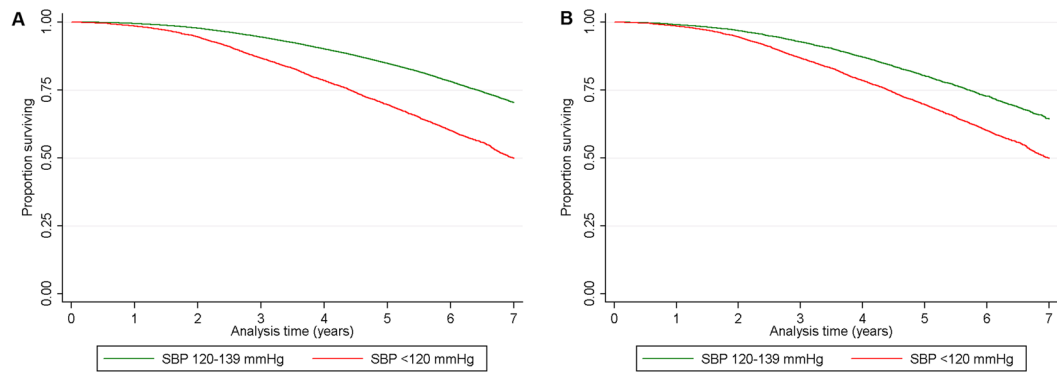 A
Proportion surviving
1.00
0.75
0.50
0.25
0.00
0 1 2 3 4 5 6 7
Analysis time (years)
SBP 120-139 mmHg SBP <120 mmHg
B
Proportion surviving
1.00
0.75
0.50
0.25
0.00
0 1 2 3 4 5 6 7
Analysis time (years)
SBP 120-139 mmHg SBP <120 mmHg